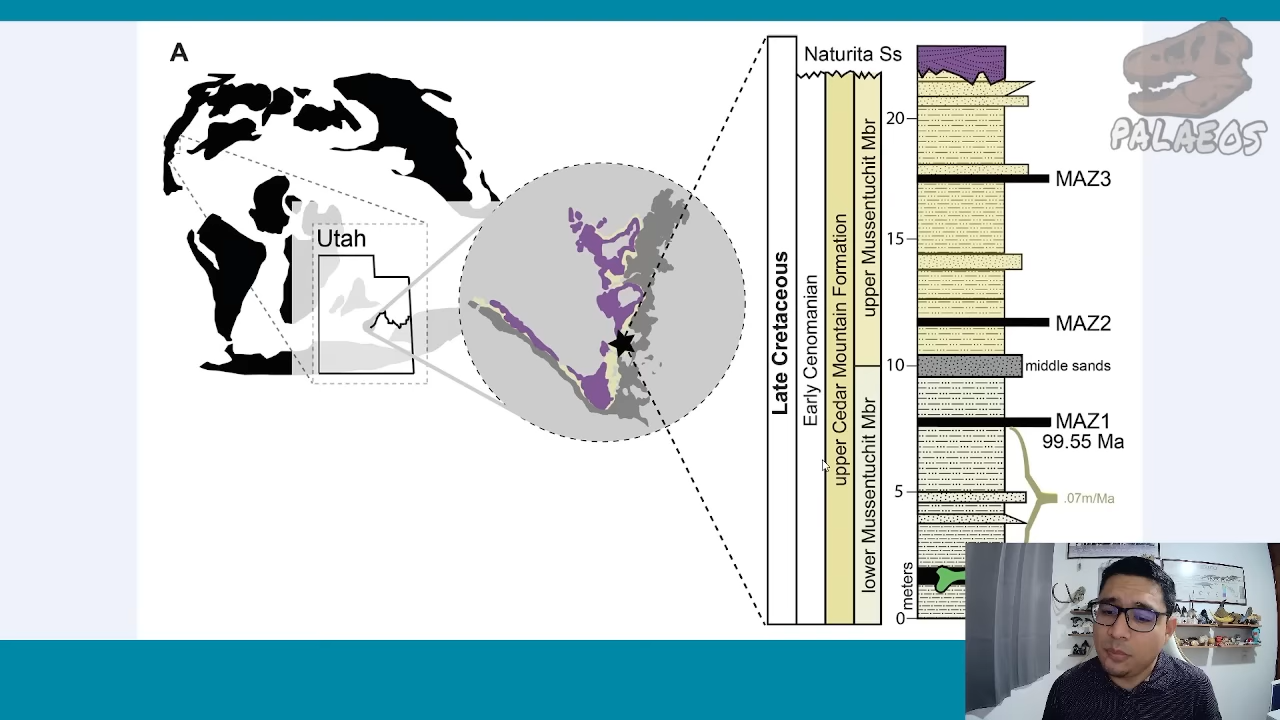 A
Utah
Naturita Ss
Late Cretaceous
Early Cenomanian
upper Cedar Mountain Formation
upper Mussentuchit Mbr
lower Mussentuchit Mbr
20
15
10
5
0
meters
MAZ3
MAZ2
middle sands
MAZ1
99.55 Ma
.07m/Ma
PALAEOS